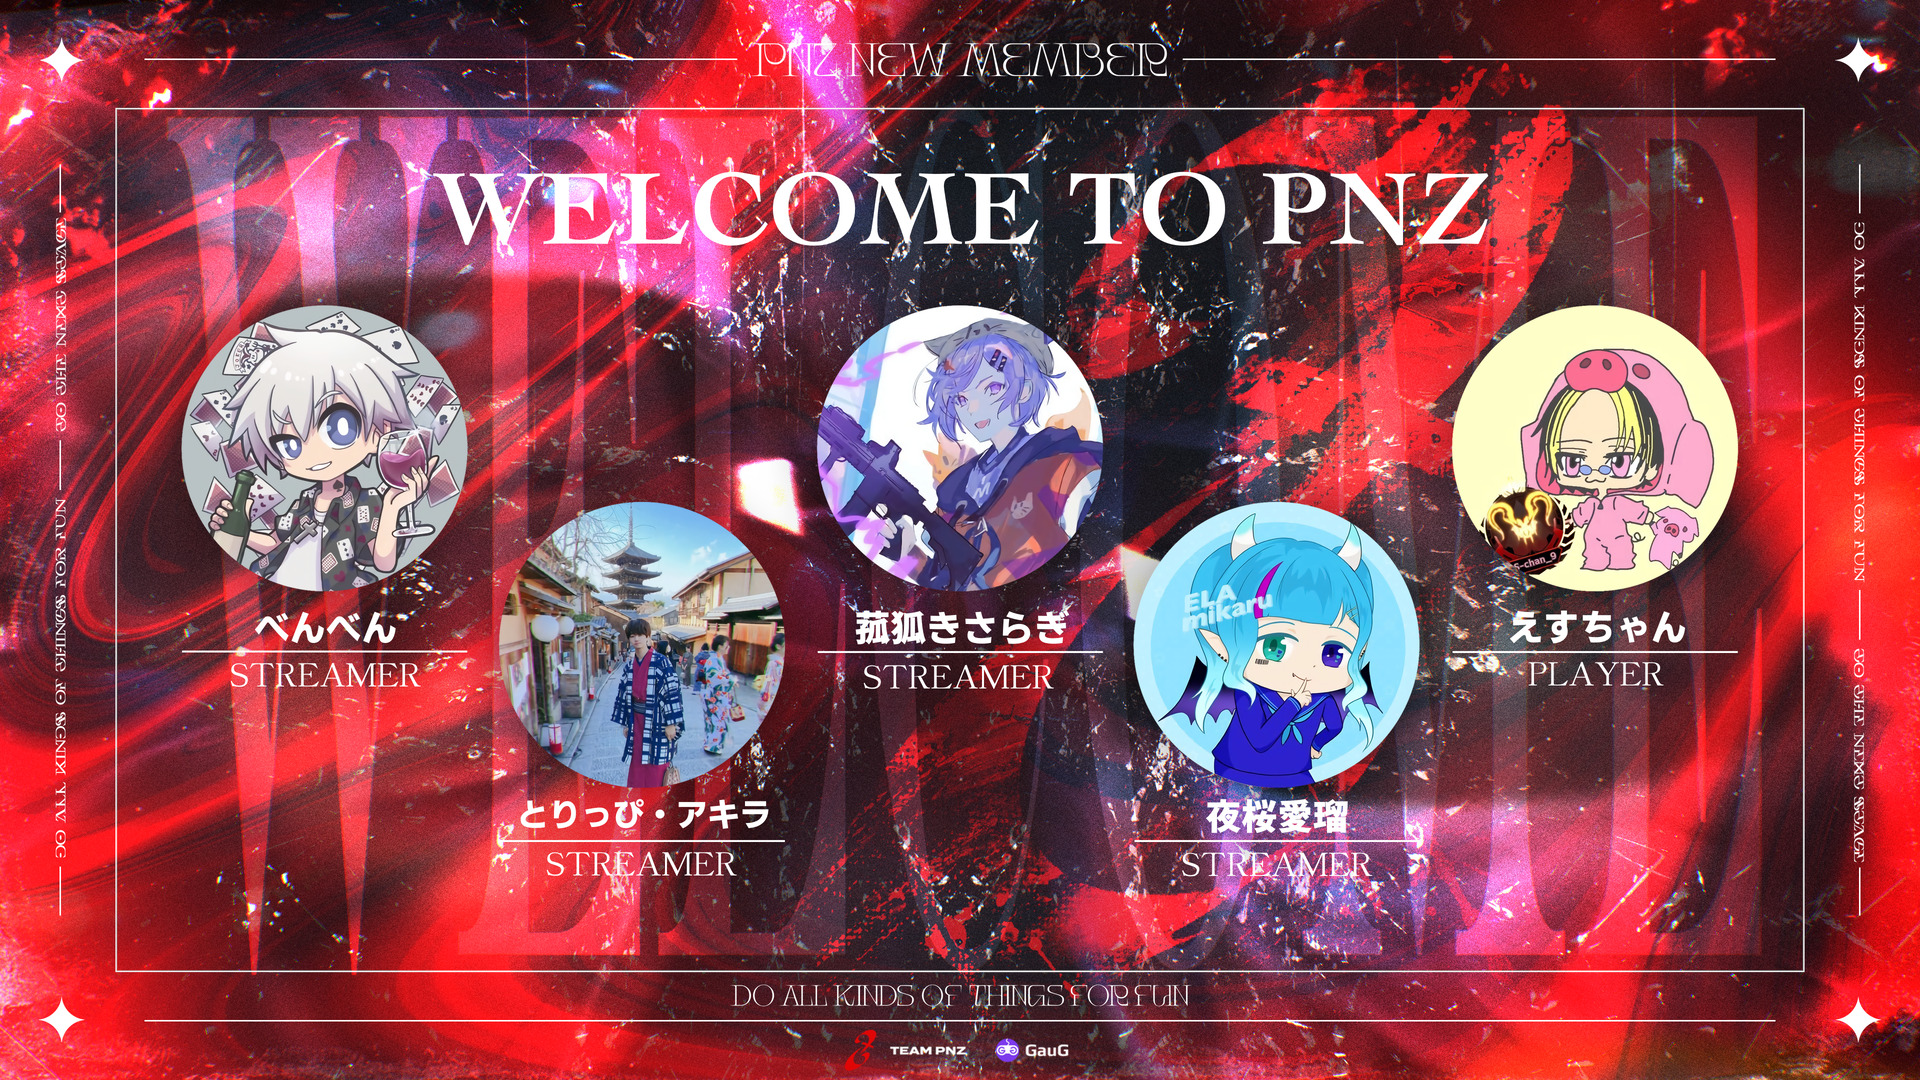 PNZ NEW MEMBER
WELCOME TO PNZ
べんべん
STREAMER
とりっぴ・アキラ
STREAMER
菰狐きさらぎ
STREAMER
ELA
mikaru
夜桜愛瑠
STREAMER
S-chan_9
えすちゃん
PLAYER
DO ALL KINDS OF THINGS FOR FUN
GO THE NEXT STAGE
DO ALL KINDS OF THINGS FOR FUN
GO THE NEXT STAGE
DO ALL KINDS OF THINGS FOR FUN
TEAM PNZ
GauG
WELCOME